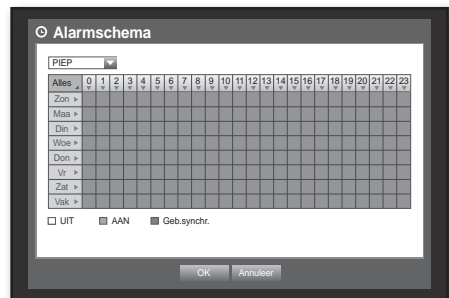 Alarmschema
PIEP
Alles 0 1 2 3 4 5 6 7 8 9 10 11 12 13 14 15 16 17 18 19 20 21 22 23
Zon
Maa
Din
Woe
Don
Vr
Zat
Vak
UIT AAN Geb.synchr.
OK Annuleer